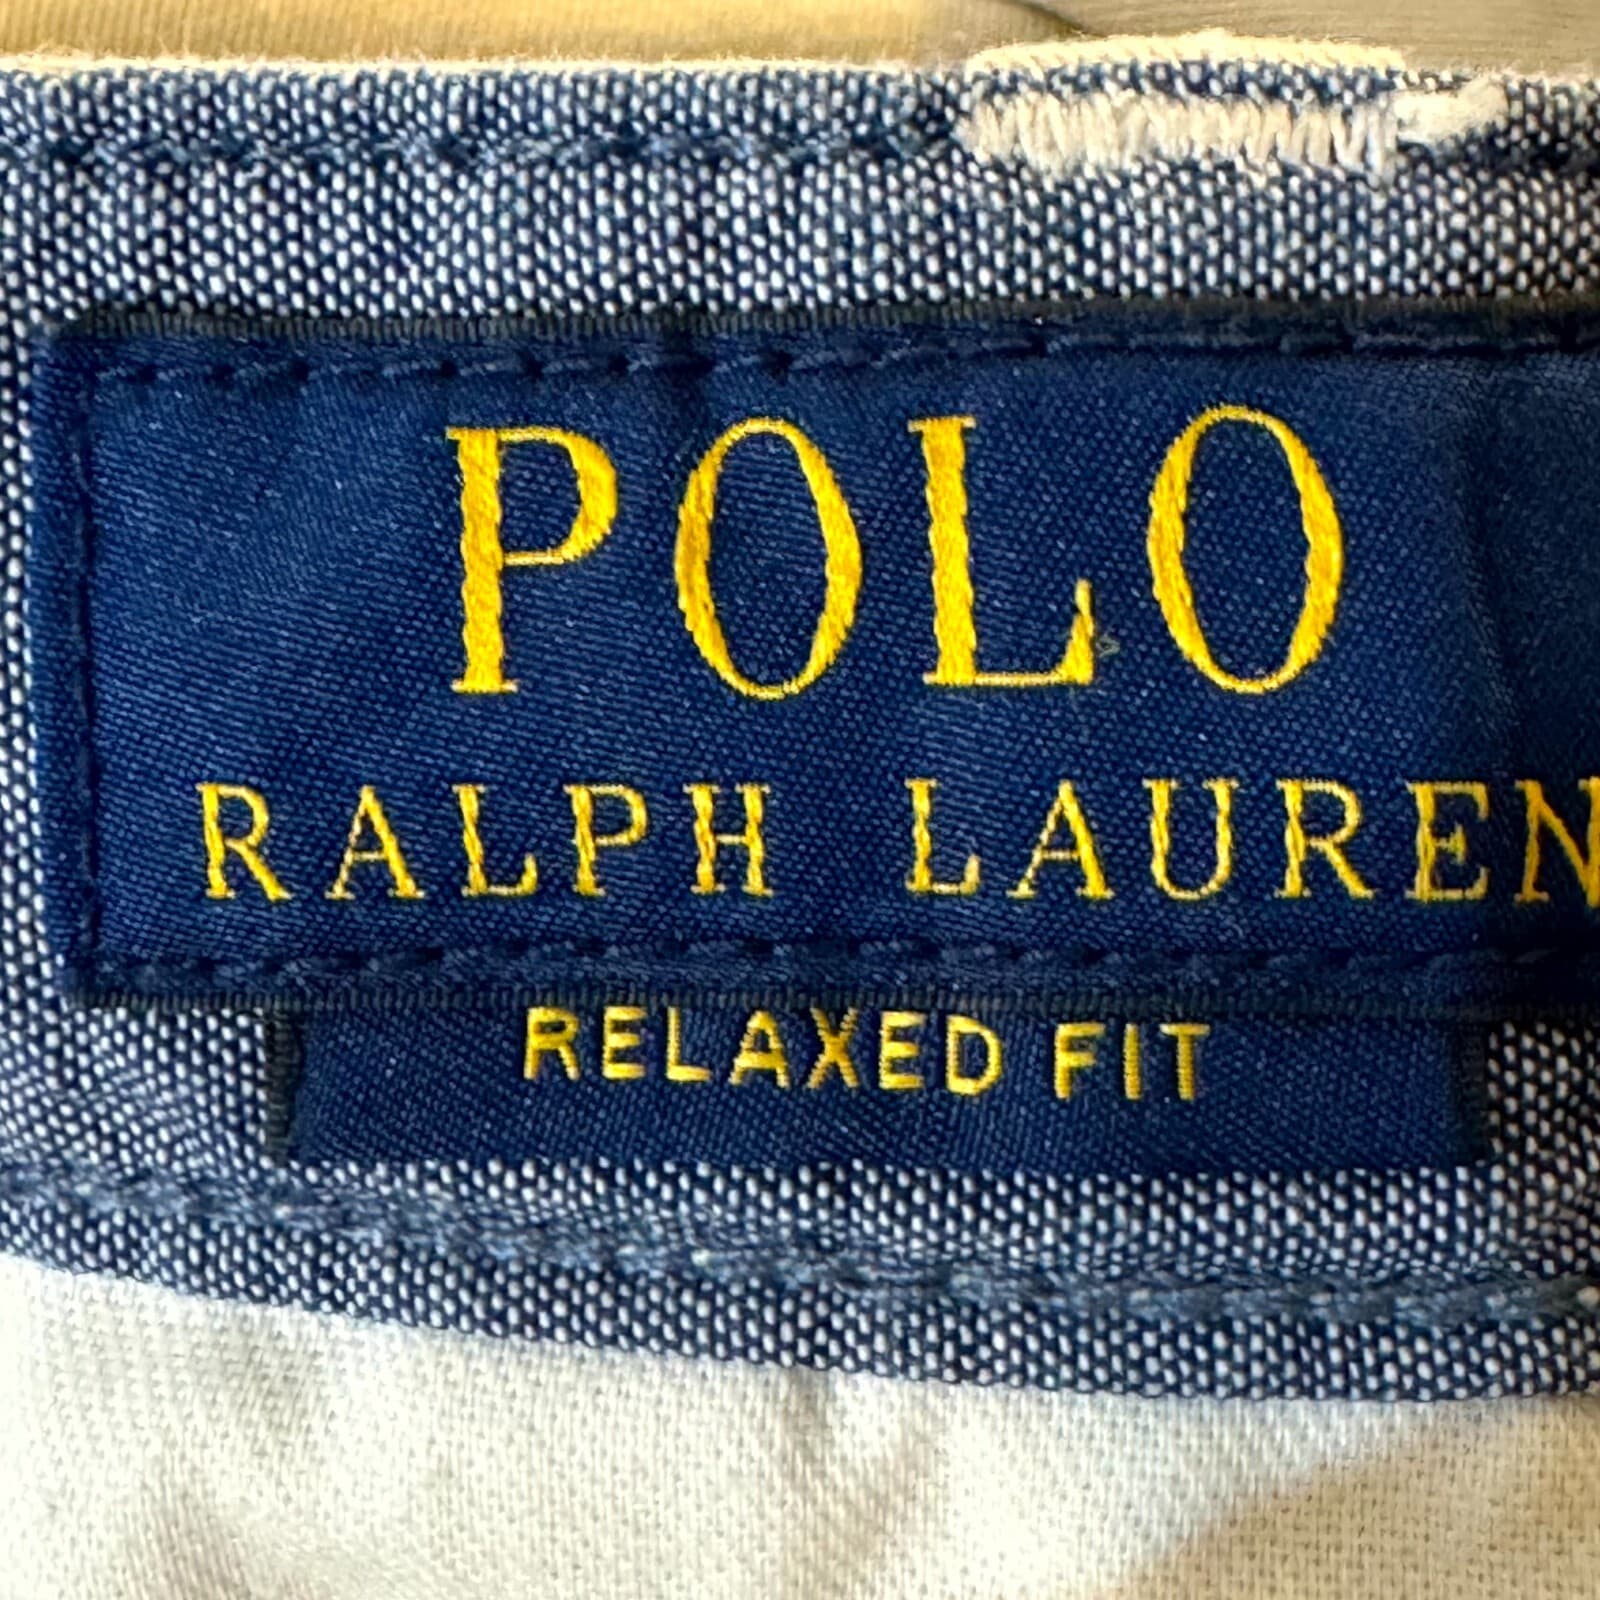 POLO
RALPH LAUREN
RELAXED FIT